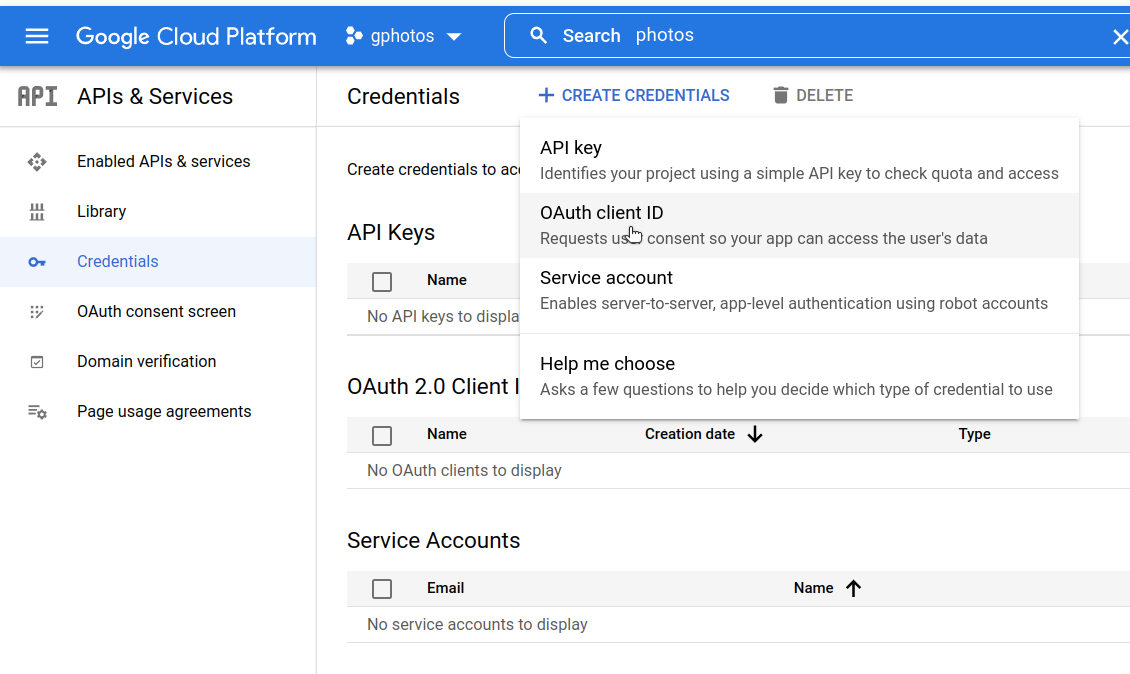 Google Cloud Platform
gphotos
Search photos
API APIs & Services
Credentials
CREATE CREDENTIALS
DELETE
Enabled APIs & services
Library
Credentials
OAuth consent screen
Domain verification
Page usage agreements
Create credentials to acc
API key
Identifies your project using a simple API key to check quota and access
OAuth client ID
Requests user consent so your app can access the user's data
Service account
Enables server-to-server, app-level authentication using robot accounts
Help me choose
Asks a few questions to help you decide which type of credential to use
API Keys
Name
No API keys to displa
OAuth 2.0 Client I
Name Creation date Type
No OAuth clients to display
Service Accounts
Email Name
No service accounts to display